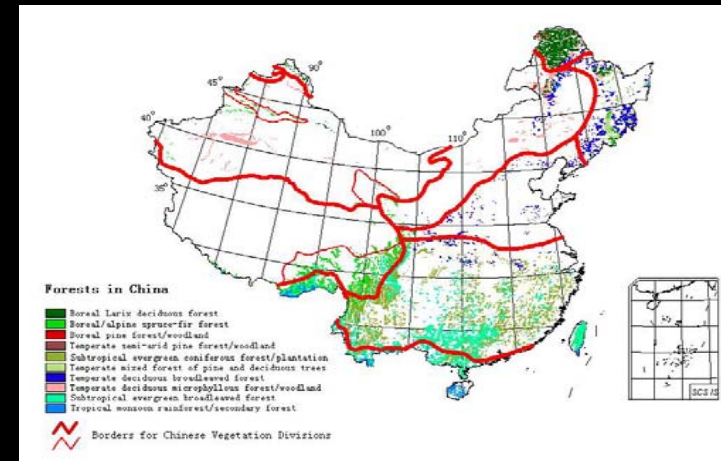 90°
45°
40°
100°
110°
35°
Forests in China
Boreal Larix deciduous forest
Boreal/alpine spruce-fir forest
Boreal pine forest/woodland
Temperate semi-arid pine forest/woodland
Subtropical evergreen coniferous forest/plantation
Temperate mixed forest of pine and deciduous trees
Temperate deciduous broadleaved forest
Temperate deciduous microphyllous forest/woodland
Subtropical evergreen broadleaved forest
Tropical monsoon rainforest/secondary forest
Borders for Chinese Vegetation Divisions
SCS IS